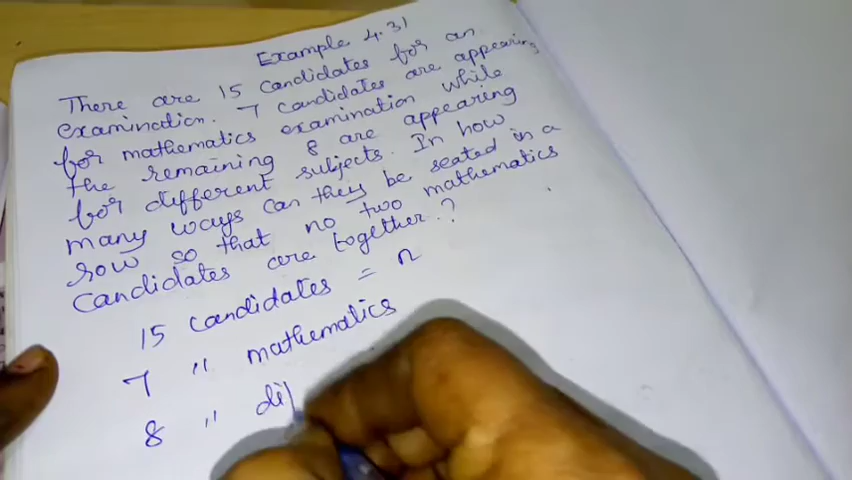 Example 4.31
There are 15 candidates for an
examination. 7 candidates are appearing
for mathematics examination while
the remaining 8 are appearing
for different subjects. In how
many ways can they be seated in a
row so that no two mathematics
candidates are together.?
15 candidates = n
7 " mathematics
8 "